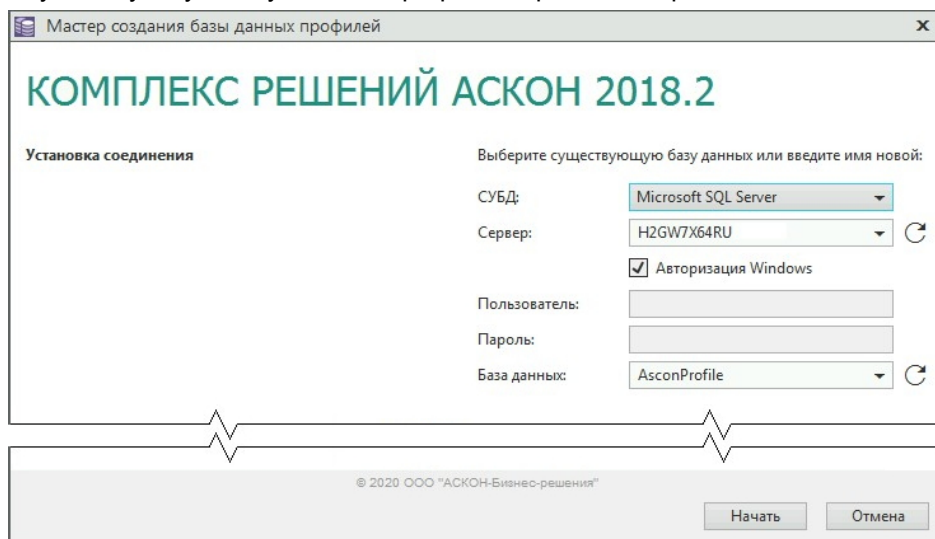 Мастер создания базы данных профилей
x
КОМПЛЕКС РЕШЕНИЙ АСКОН 2018.2
Установка соединения
Выберите существующую базу данных или введите имя новой:
СУБД: Microsoft SQL Server
Сервер: H2GW7X64RU
Авторизация Windows
Пользователь:
Пароль:
База данных: AsconProfile
© 2020 ООО "АСКОН-Бизнес-решения"
Начать Отмена